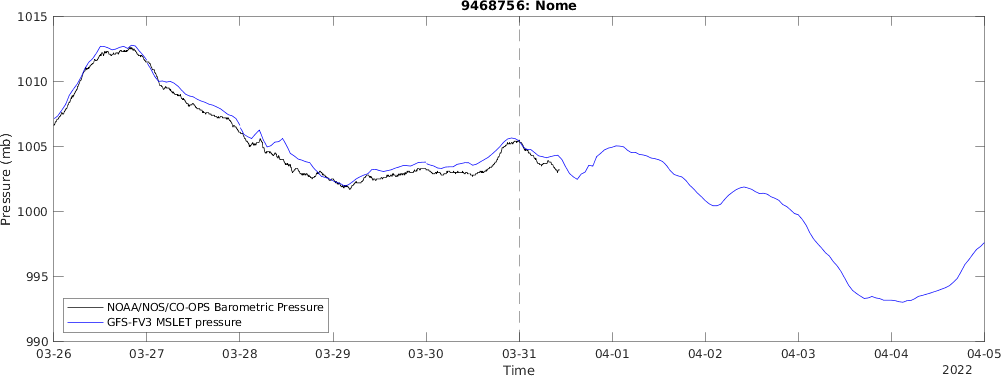 9468756: Nome
1015
1010
1005
1000
995
990
Pressure (mb)
NOAA/NOS/CO-OPS Barometric Pressure
GFS-FV3 MSLET pressure
03-26 03-27 03-28 03-29 03-30 03-31 04-01 04-02 04-03 04-04 04-05
Time
2022